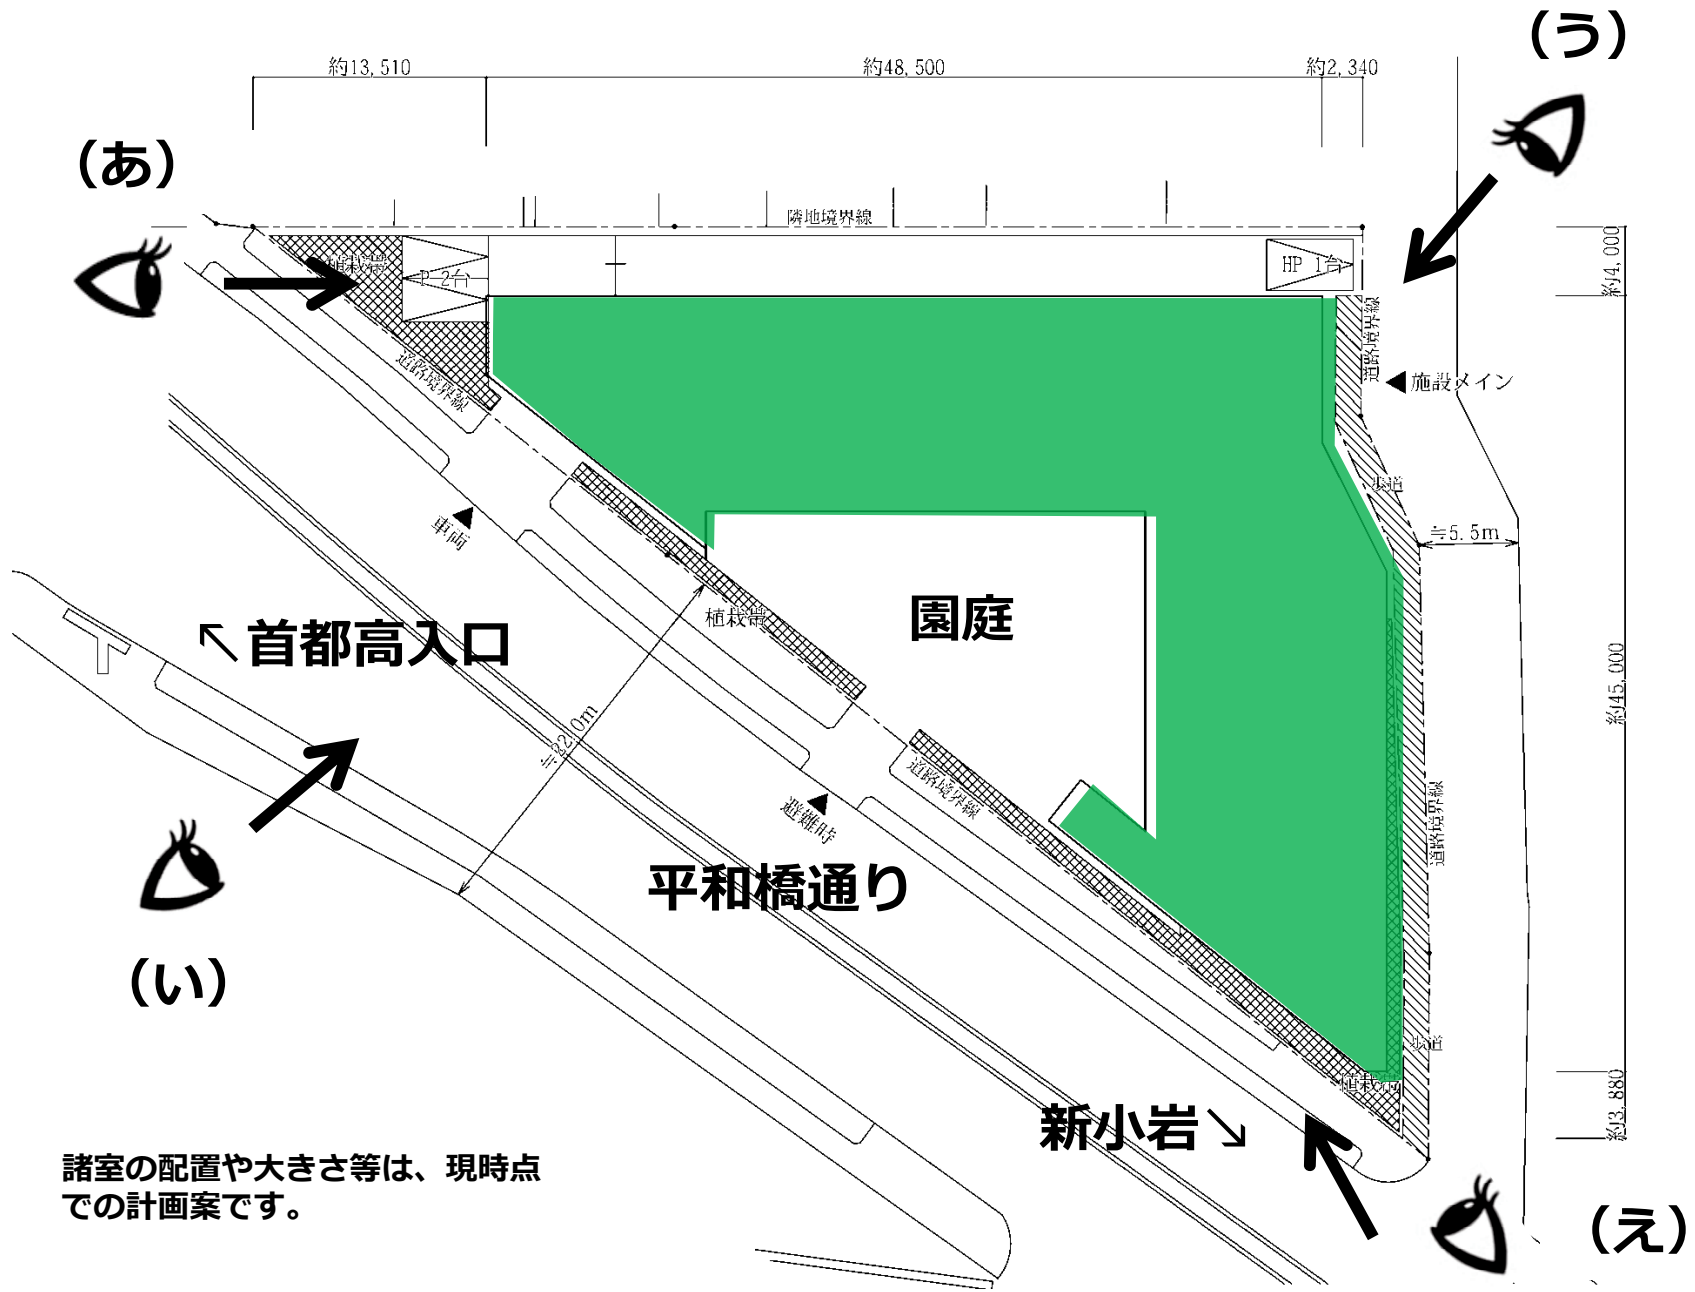 (う)
約13,510
約48,500
約2,340
(あ)
隣地境界線
約4,000
植栽帯
P 2台
HP 1台
道路境界線
道路境界線
施設メイン
歩道
≒5.5m
車両
植栽帯
園庭
↖首都高入口
約45,000
22.0m
道路境界線
道路境界線
避難時
平和橋通り
(い)
歩道
植栽帯
約3,880
新小岩↘
諸室の配置や大きさ等は、現時点
での計画案です。
(え)